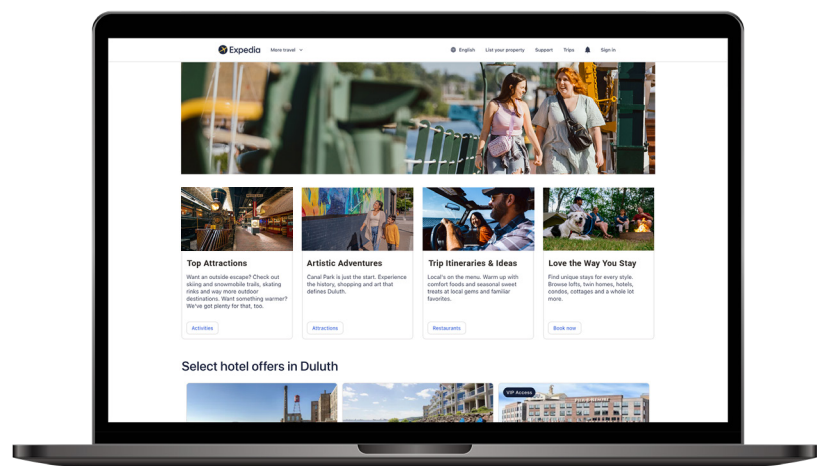 Expedia More travel English List your property Support Trips Sign in
Top Attractions
Want an outside escape? Check out
skiing and snowmobile trails, skating
rinks and way more outdoor
destinations. Want something warmer?
We've got plenty for that, too.
Activities
Artistic Adventures
Canal Park is just the start. Experience
the history, shopping and art that
defines Duluth.
Attractions
Trip Itineraries & Ideas
Local's on the menu. Warm up with
comfort foods and seasonal sweet
treats at local gems and familiar
favorites.
Restaurants
Love the Way You Stay
Find unique stays for every style.
Browse lofts, twin homes, hotels,
condos, cottages and a whole lot
more.
Book now
Select hotel offers in Duluth
VIP Access